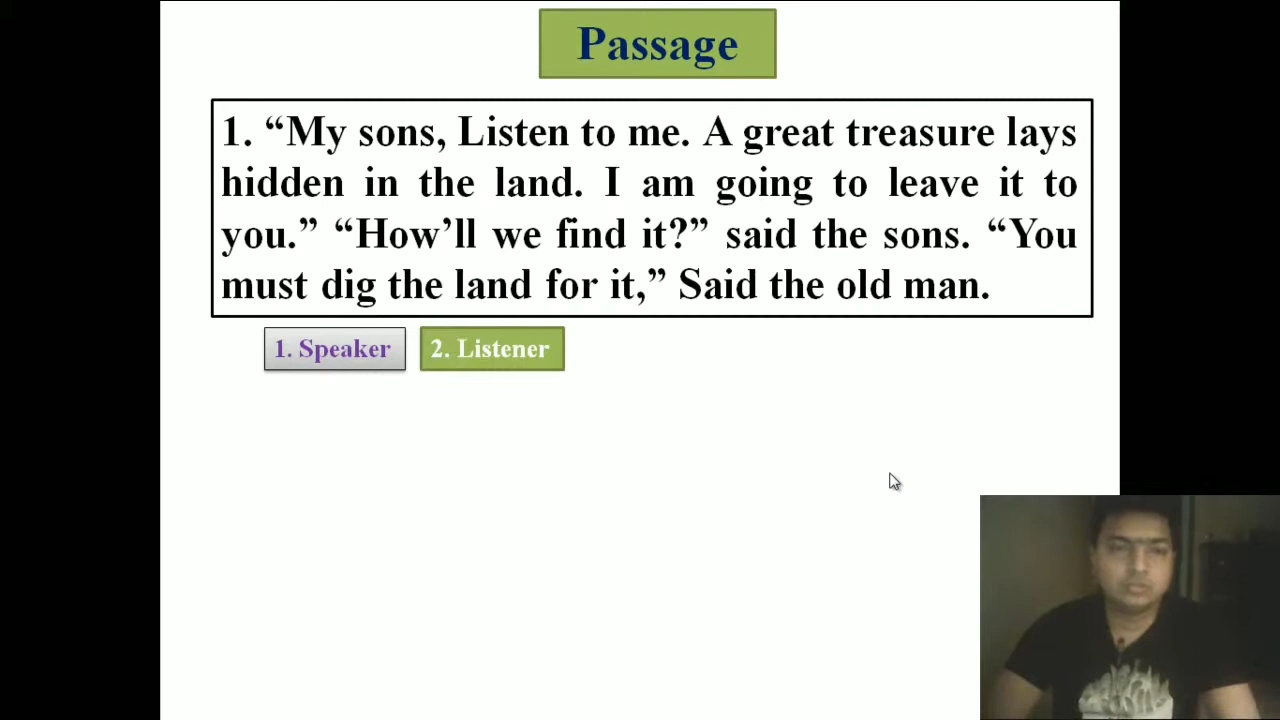 Passage
1. “My sons, Listen to me. A great treasure lays
hidden in the land. I am going to leave it to
you.” “How’ll we find it?” said the sons. “You
must dig the land for it,” Said the old man.
1. Speaker
2. Listener